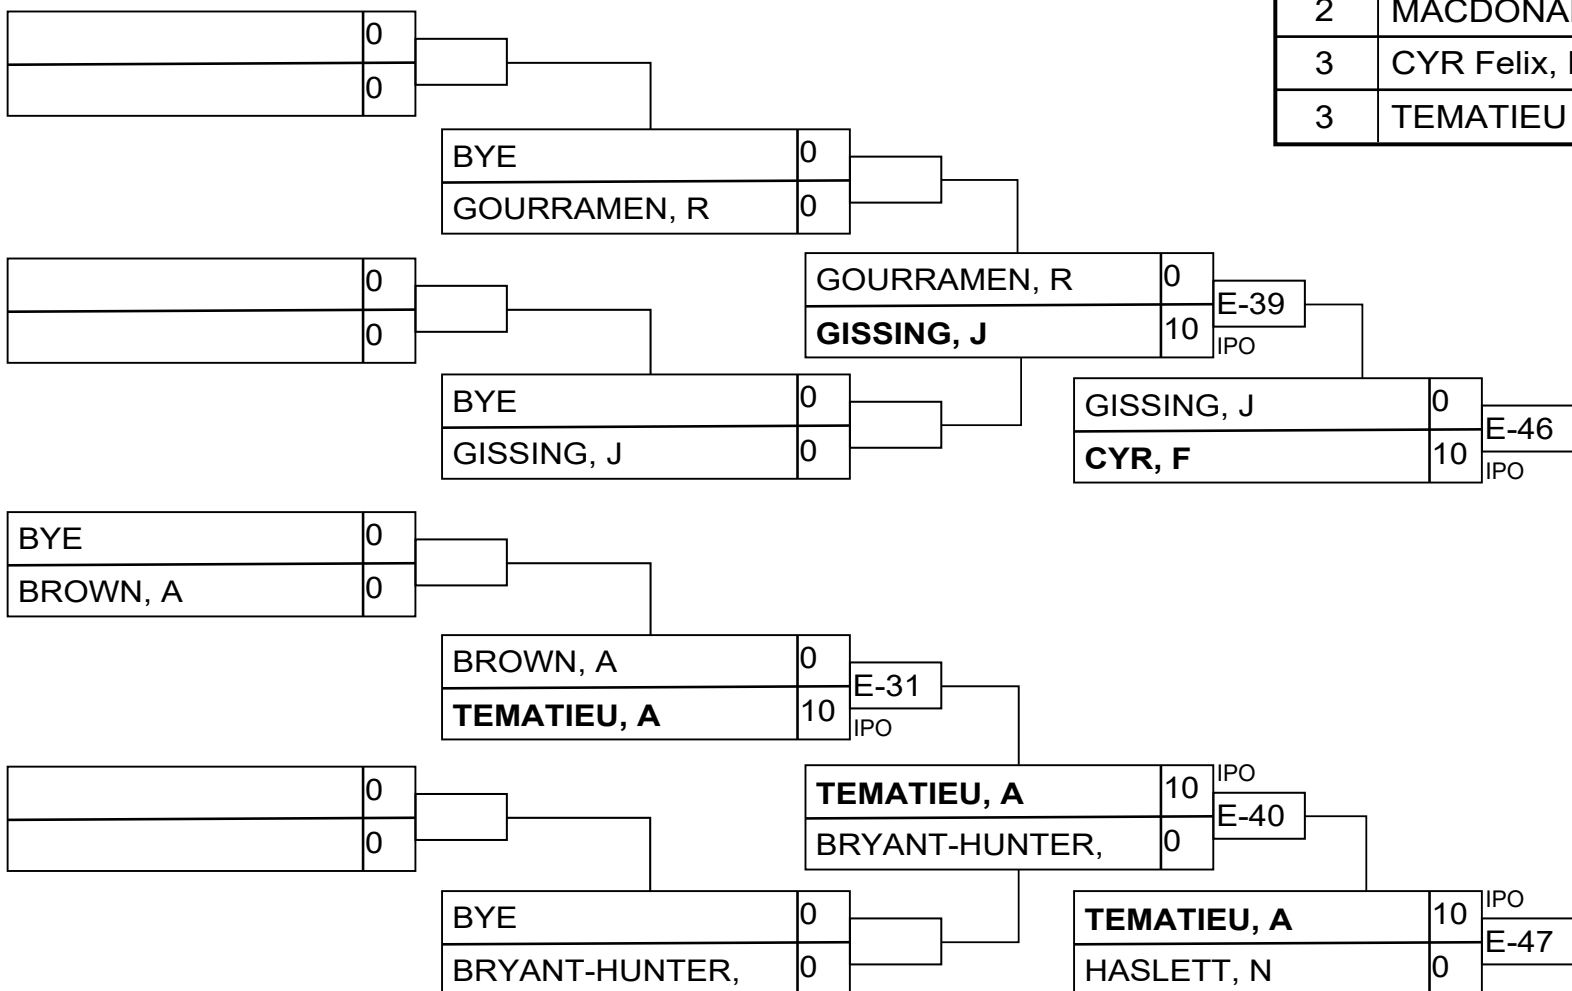 0
0
2
3 CYR Felix,
3 TEMATIEU
BYE 0
GOURRAMEN, R 0
0
0
GOURRAMEN, R 0
GISSING, J 10
E-39
IPO
BYE 0
GISSING, J 0
GISSING, J 0
CYR, F 10
E-46
IPO
BYE 0
BROWN, A 0
BROWN, A 0
TEMATIEU, A 10
E-31
IPO
0
0
TEMATIEU, A 10
BRYANT-HUNTER, 0
IPO
E-40
BYE 0
BRYANT-HUNTER, 0
TEMATIEU, A 10
HASLETT, N 0
IPO
E-47